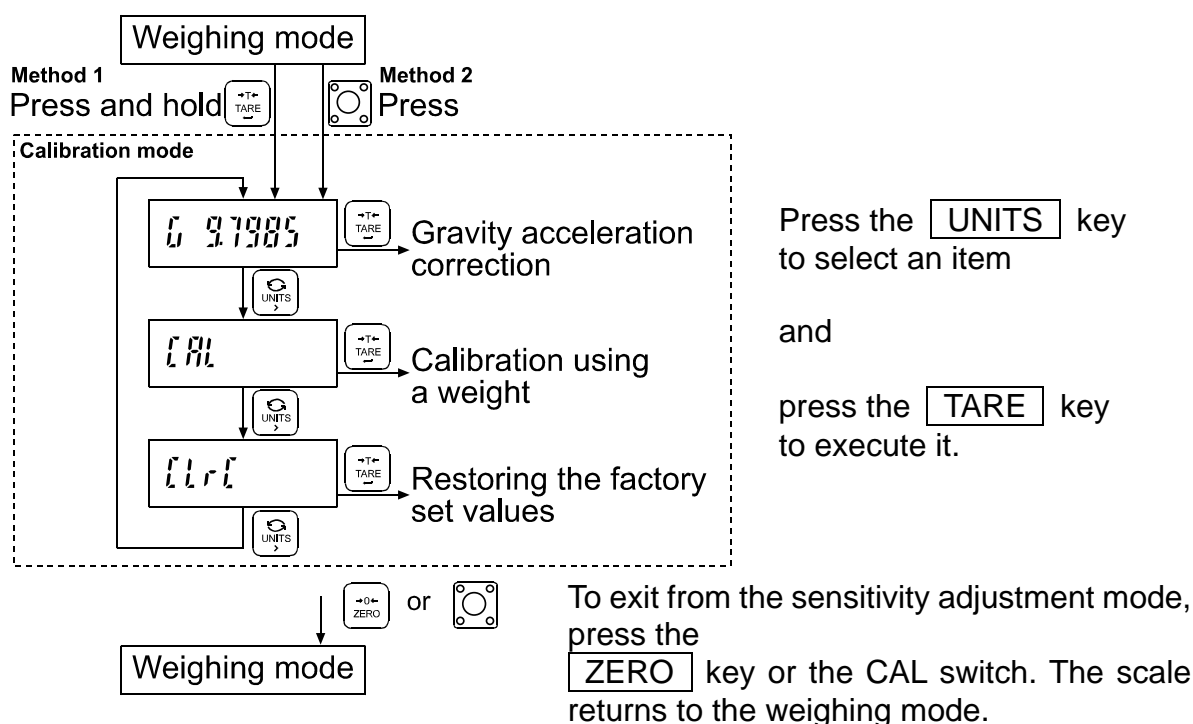 Weighing mode
Method 1
Press and hold
→T←
TARE
Method 2
Press
Calibration mode
G 9.7985
→T←
TARE
Gravity acceleration
correction
UNITS
>
CAL
→T←
TARE
Calibration using
a weight
UNITS
>
CLrC
→T←
TARE
Restoring the factory
set values
UNITS
>
Press the UNITS key
to select an item
and
press the TARE key
to execute it.
→0←
ZERO
or
Weighing mode
To exit from the sensitivity adjustment mode,
press the
ZERO key or the CAL switch. The scale
returns to the weighing mode.